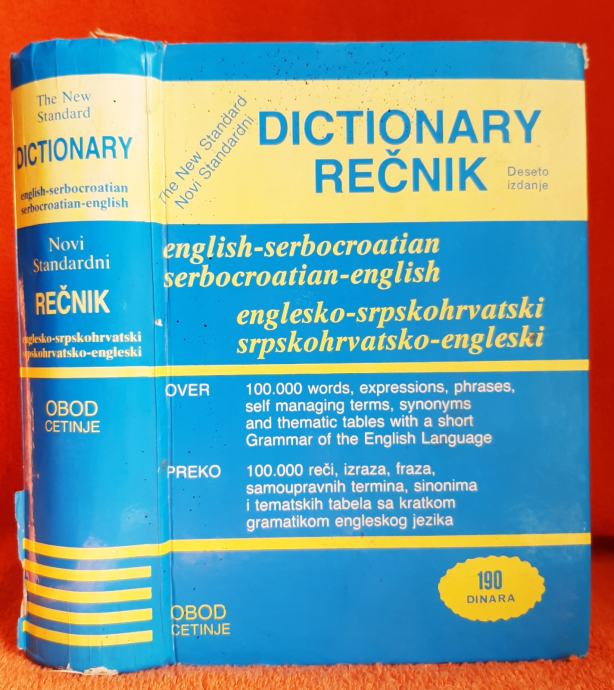 The New
Standard
DICTIONARY
english-serbocroatian
serbocroatian-english
Novi
Standardni
REČNIK
englesko-srpskohrvatski
srpskohrvatsko-engleski
OBOD
CETINJE
The New Standard
Novi Standardni
DICTIONARY
REČNIK
Deseto
izdanje
english-serbocroatian
serbocroatian-english
englesko-srpskohrvatski
srpskohrvatsko-engleski
OVER 100.000 words, expressions, phrases,
self managing terms, synonyms
and thematic tables with a short
Grammar of the English Language
PREKO 100.000 reči, izraza, fraza,
samoupravnih termina, sinonima
i tematskih tabela sa kratkom
gramatikom engleskog jezika
190
DINARA
OBOD
CETINJE